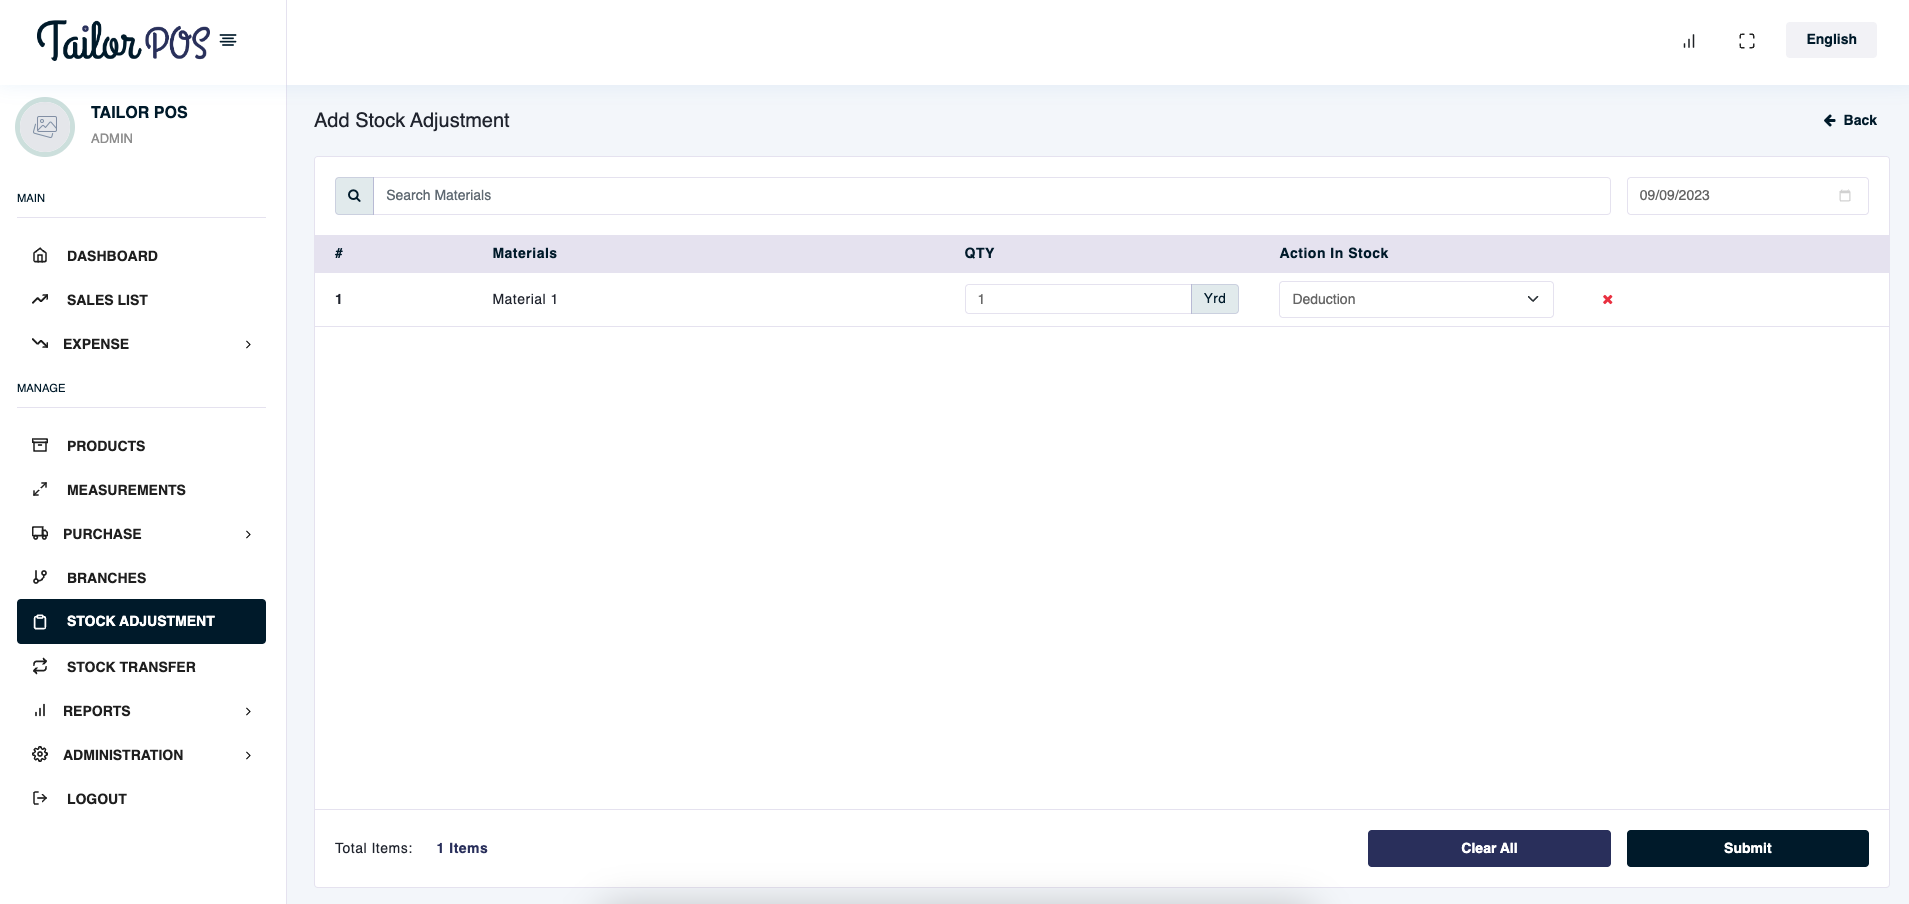 Tailor POS
English
TAILOR POS
ADMIN
MAIN
DASHBOARD
SALES LIST
EXPENSE
MANAGE
PRODUCTS
MEASUREMENTS
PURCHASE
BRANCHES
STOCK ADJUSTMENT
STOCK TRANSFER
REPORTS
ADMINISTRATION
LOGOUT
Add Stock Adjustment
Back
Search Materials
09/09/2023
# Materials QTY Action In Stock
1 Material 1 1 Yrd Deduction
Total Items: 1 Items
Clear All
Submit